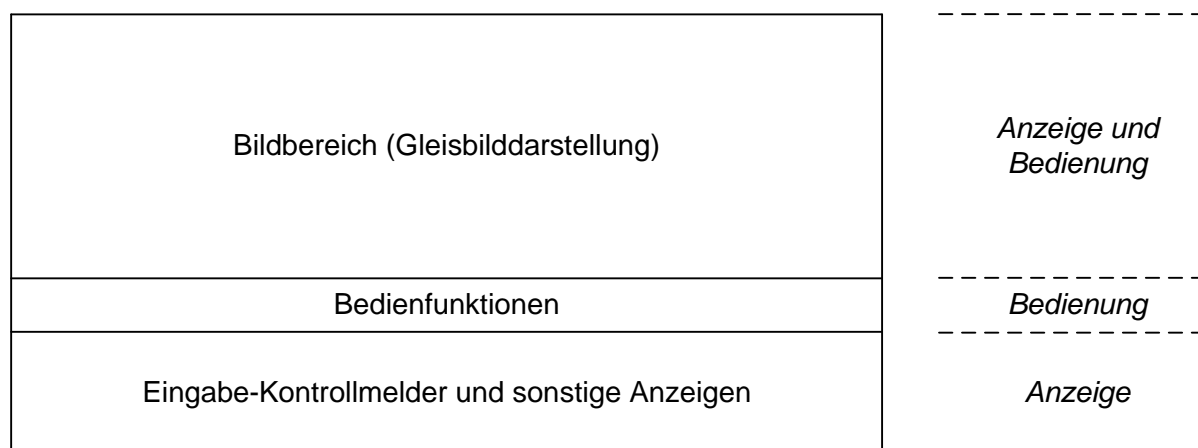 Bildbereich (Gleisbilddarstellung)
Anzeige und
Bedienung
Bedienfunktionen
Bedienung
Eingabe-Kontrollmelder und sonstige Anzeigen
Anzeige